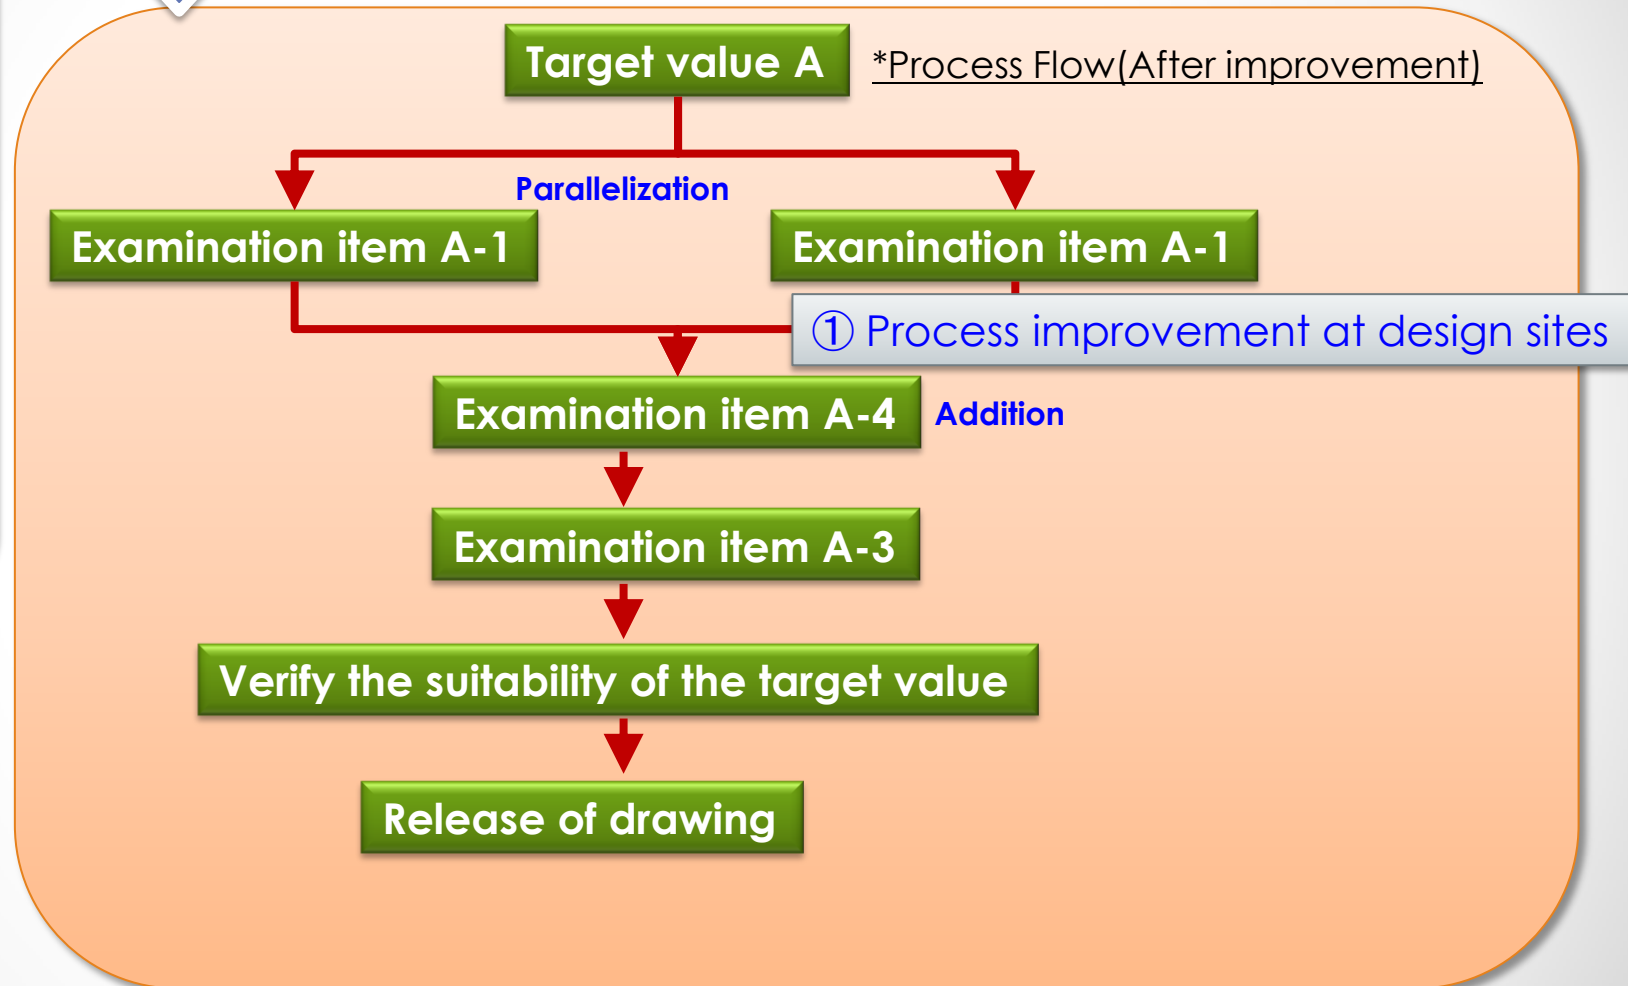 Target value A
*Process Flow(After improvement)
Parallelization
Examination item A-1
Examination item A-1
① Process improvement at design sites
Examination item A-4
Addition
Examination item A-3
Verify the suitability of the target value
Release of drawing